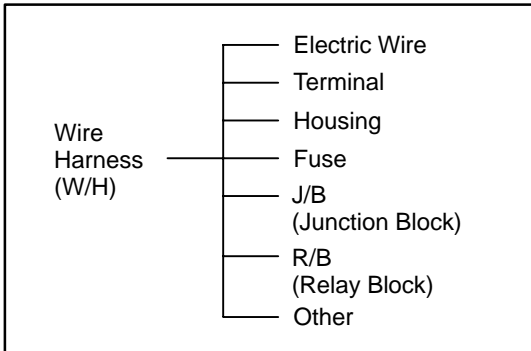 Wire
Harness
(W/H)
Electric Wire
Terminal
Housing
Fuse
J/B
(Junction Block)
R/B
(Relay Block)
Other